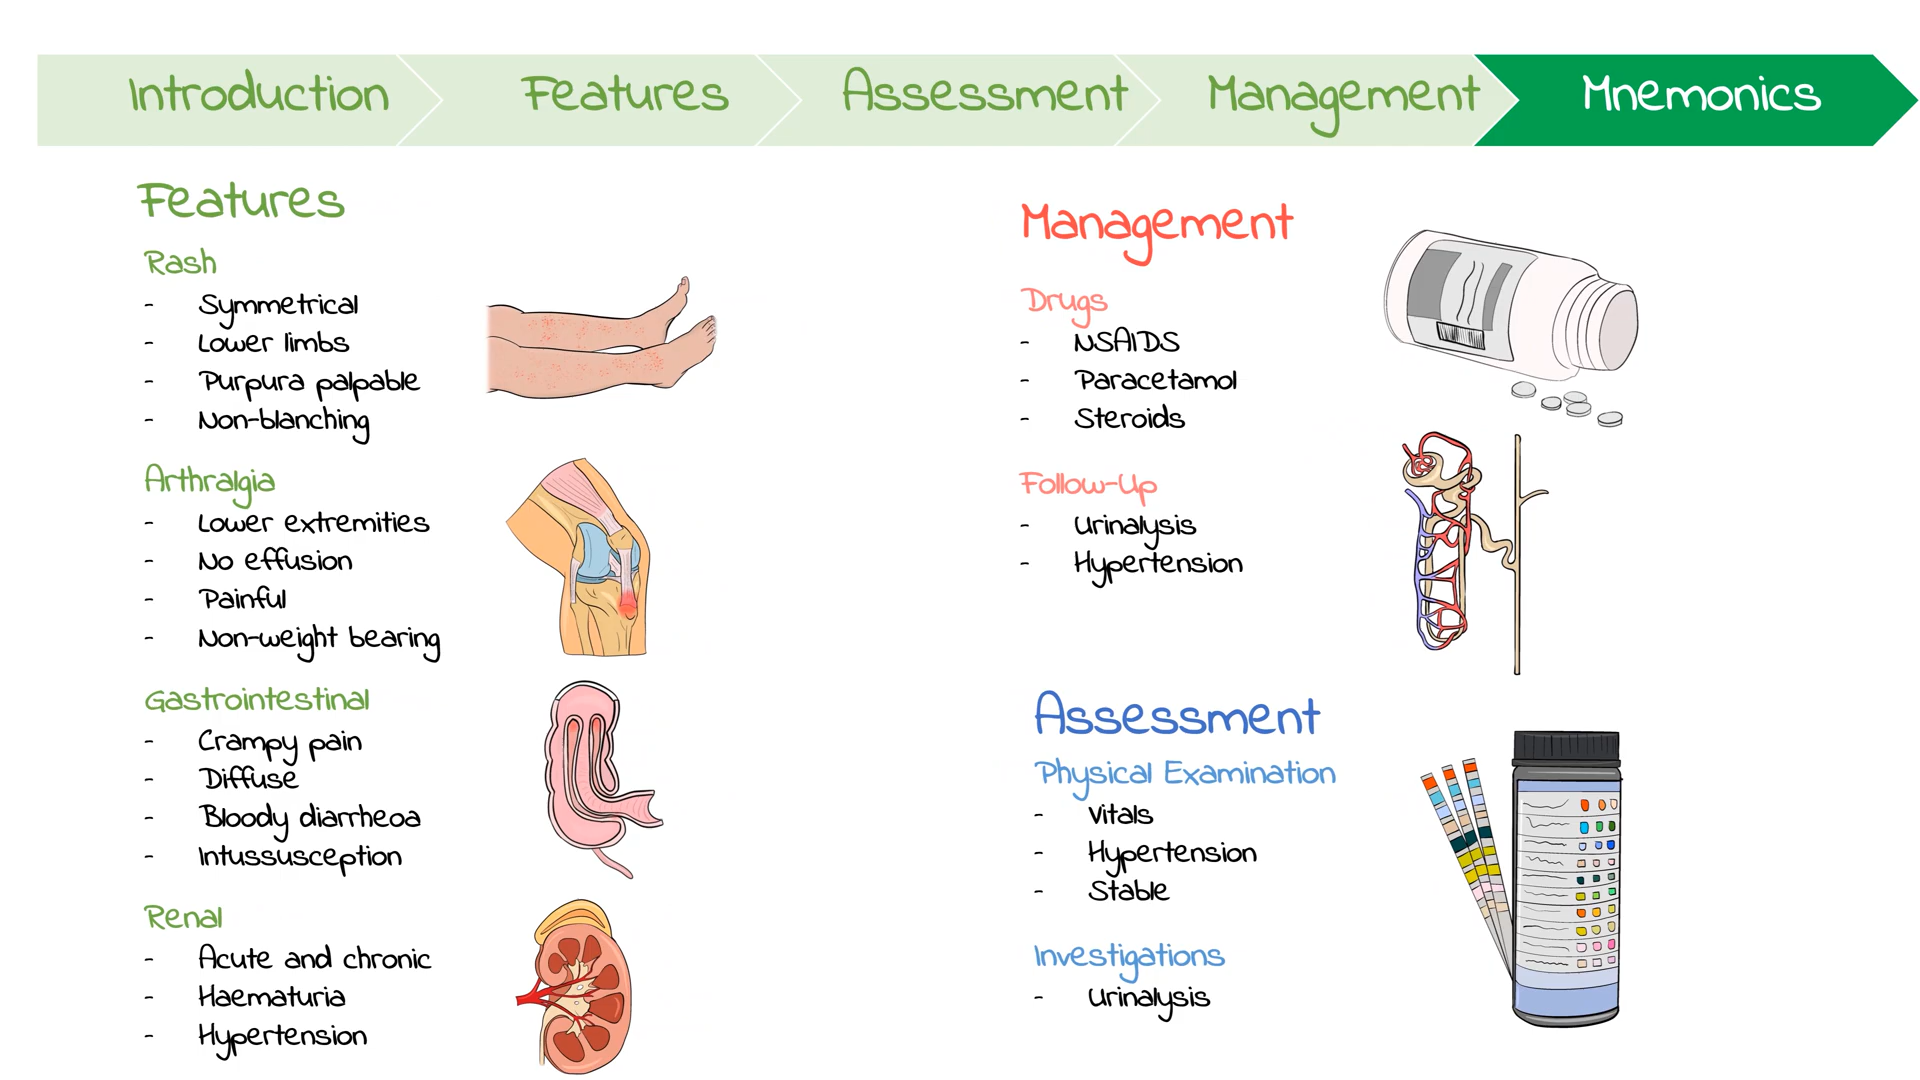 Introduction
Features
Assessment
Management
Mnemonics
Features
Rash
- Symmetrical
- Lower limbs
- Purpura palpable
- Non-blanching
Arthralgia
- Lower extremities
- No effusion
- Painful
- Non-weight bearing
Gastrointestinal
- Crampy pain
- Diffuse
- Bloody diarrheoa
- Intussusception
Renal
- Acute and chronic
- Haematuria
- Hypertension
Management
Drugs
- NSAIDS
- Paracetamol
- Steroids
Follow-Up
- Urinalysis
- Hypertension
Assessment
Physical Examination
- Vitals
- Hypertension
- Stable
Investigations
- Urinalysis